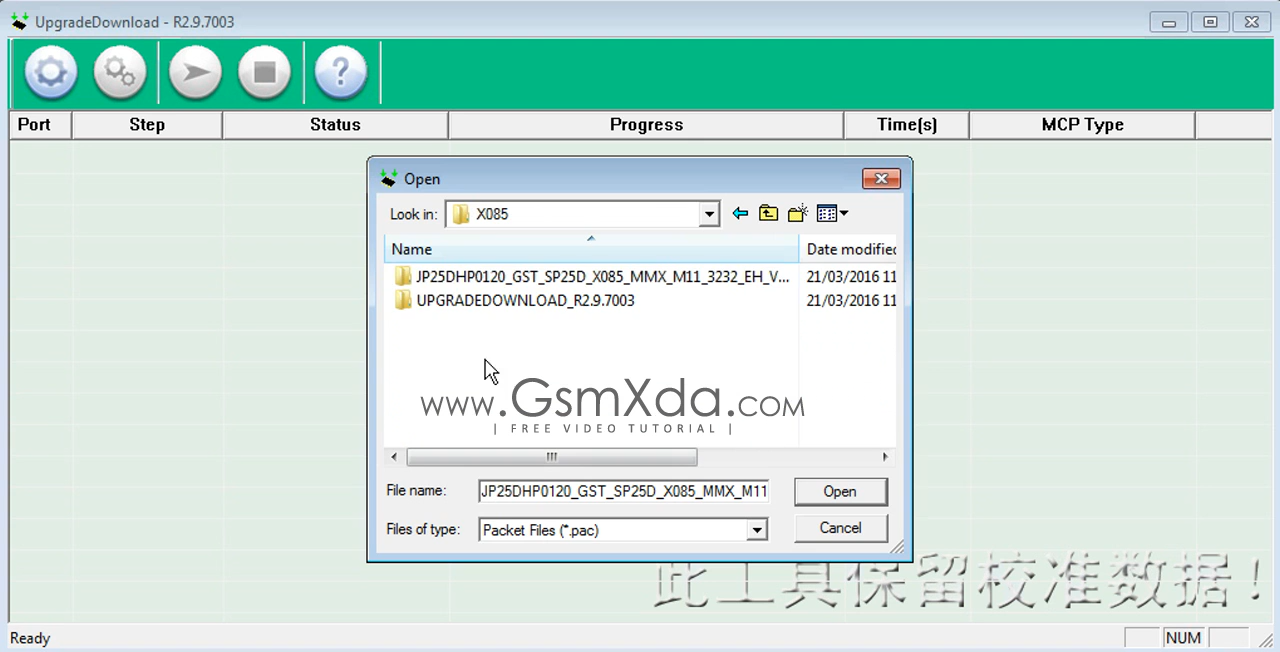 UpgradeDownload - R2.9.7003
Port Step Status Progress Time(s) MCP Type
Open
Look in: X085
Name Date modified
JP25DHP0120_GST_SP25D_X085_MMX_M11_3232_EH_V... 21/03/2016 11
UPGRADEDOWNLOAD_R2.9.7003 21/03/2016 11
www.GsmXda.com
| FREE VIDEO TUTORIAL |
File name: JP25DHP0120_GST_SP25D_X085_MMX_M11 Open
Files of type: Packet Files (*.pac) Cancel
此工具保留校准数据！
Ready NUM